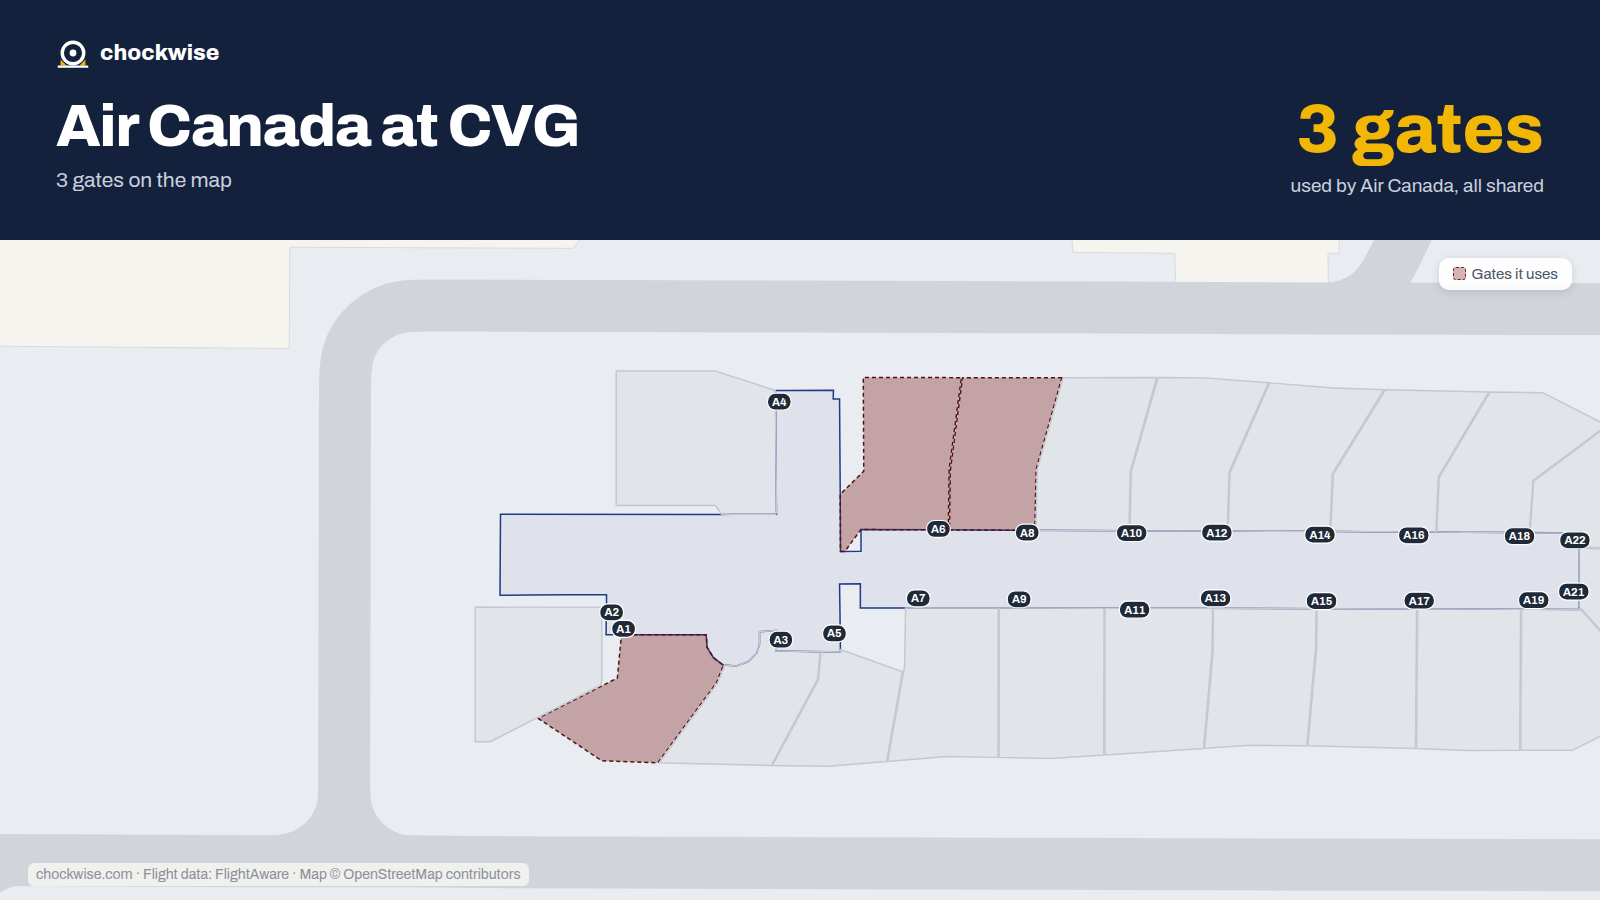 chockwise
Air Canada at CVG
3 gates on the map
3 gates
used by Air Canada, all shared
Gates it uses
A4
A6
A8
A10
A12
A14
A16
A18
A22
A7
A9
A11
A13
A15
A17
A19
A21
A2
A1
A3
A5
chockwise.com · Flight data: FlightAware · Map © OpenStreetMap contributors